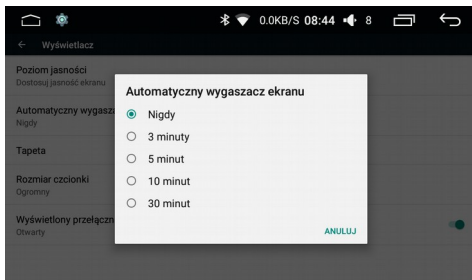 0.0KB/S 08:44 8
Wyświetlacz
Poziom jasności
Dostosuj jasność ekranu
Automatyczny wygasza
Nigdy
Tapeta
Rozmiar czcionki
Ogromny
Wyświetlony przełączn
Otwarty
Automatyczny wygaszacz ekranu
Nigdy
3 minuty
5 minut
10 minut
30 minut
ANULUJ